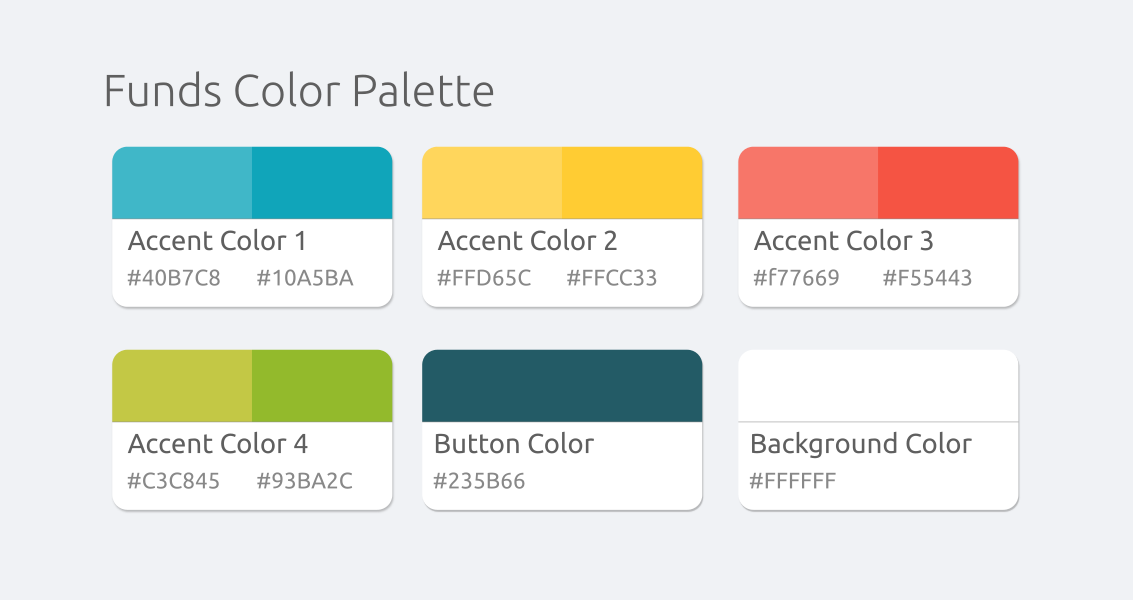 Funds Color Palette
Accent Color 1
#40B7C8 #10A5BA
Accent Color 2
#FFD65C #FFCC33
Accent Color 3
#f77669 #F55443
Accent Color 4
#C3C845 #93BA2C
Button Color
#235B66
Background Color
#FFFFFF